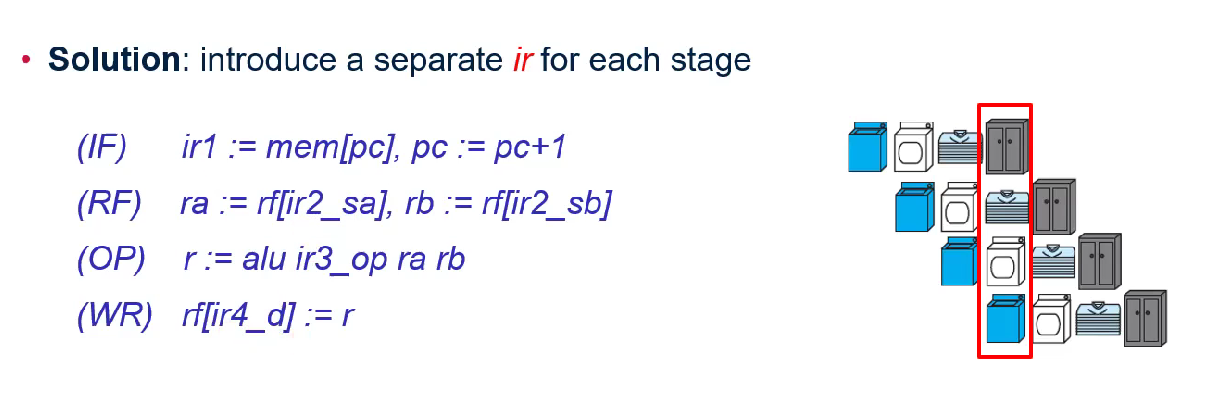 • Solution: introduce a separate ir for each stage
(IF) ir1 := mem[pc], pc := pc+1
(RF) ra := rf[ir2_sa], rb := rf[ir2_sb]
(OP) r := alu ir3_op ra rb
(WR) rf[ir4_d] := r